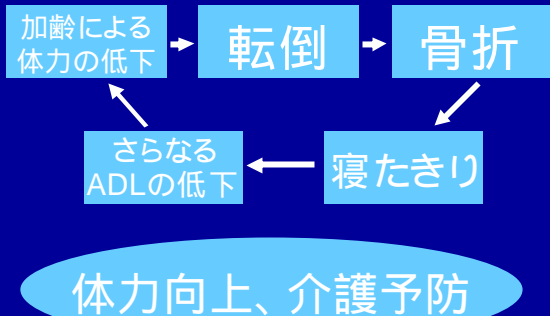 加齢による
体力の低下
転倒
骨折
さらなる
ADLの低下
寝たきり
体力向上、介護予防